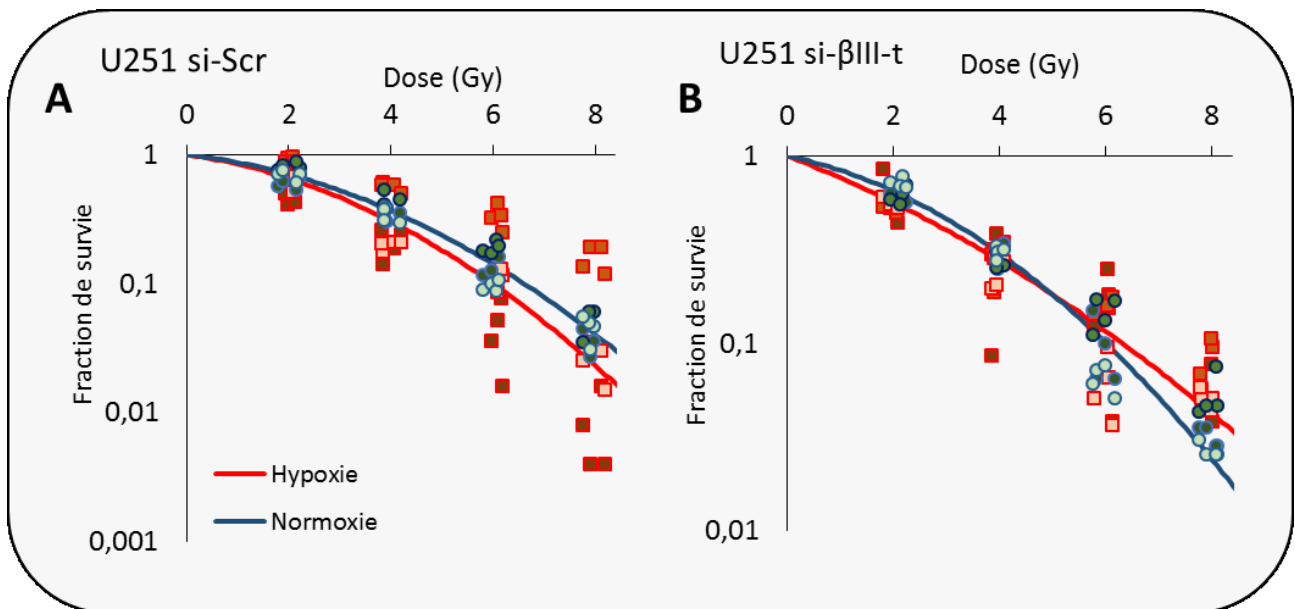 U251 si-Scr
A
Dose (Gy)
0 2 4 6 8
1
0,1
0,01
0,001
Fraction de survie
Hypoxie
Normoxie
U251 si-βIII-t
B
Dose (Gy)
0 2 4 6 8
1
0,1
0,01
Fraction de survie